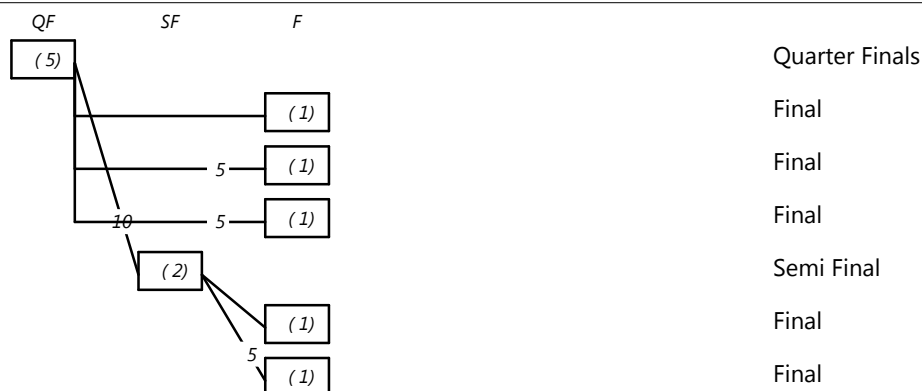 QF SF F
( 5) Quarter Finals
( 1) Final
5 ( 1) Final
10 5 ( 1) Final
( 2) Semi Final
( 1) Final
5 ( 1) Final